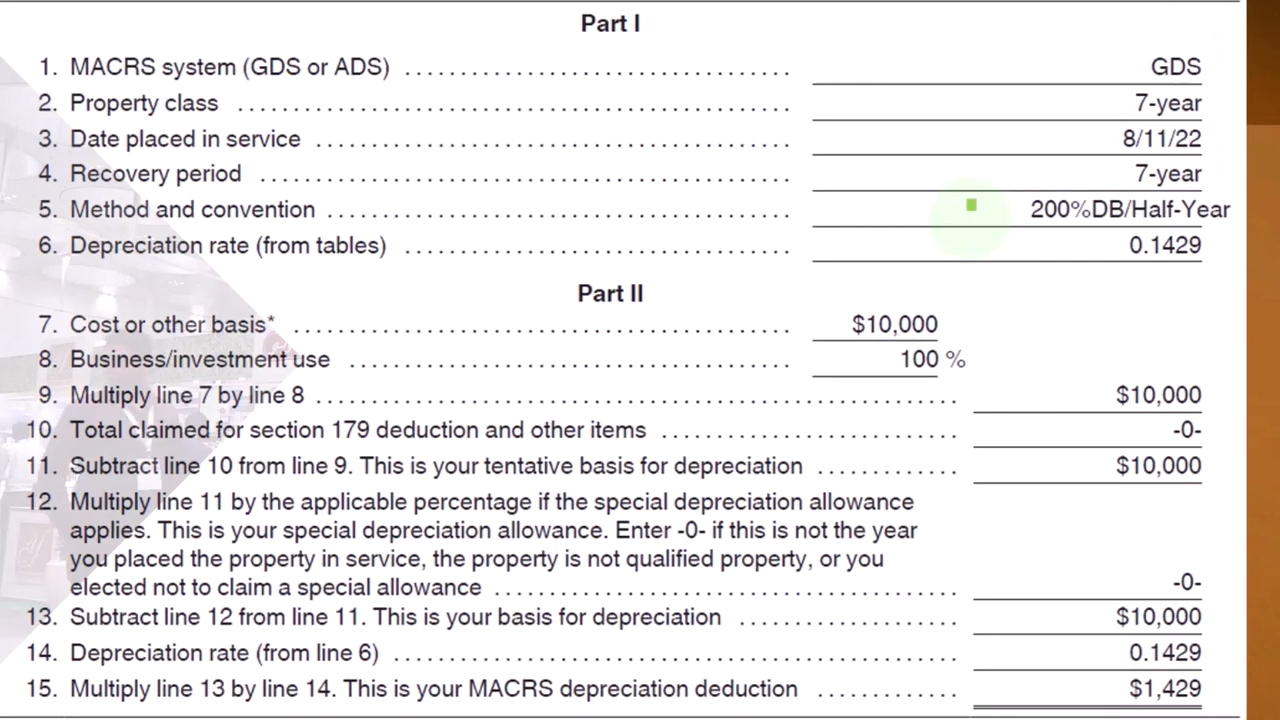 Part I
1. MACRS system (GDS or ADS) ........................................ GDS
2. Property class ........................................ 7-year
3. Date placed in service ........................................ 8/11/22
4. Recovery period ........................................ 7-year
5. Method and convention ........................................ 200%DB/Half-Year
6. Depreciation rate (from tables) ........................................ 0.1429
Part II
7. Cost or other basis* ........................................ $10,000
8. Business/investment use ........................................ 100 %
9. Multiply line 7 by line 8 ........................................ $10,000
10. Total claimed for section 179 deduction and other items ............................ -0-
11. Subtract line 10 from line 9. This is your tentative basis for depreciation ............. $10,000
12. Multiply line 11 by the applicable percentage if the special depreciation allowance
applies. This is your special depreciation allowance. Enter -0- if this is not the year
you placed the property in service, the property is not qualified property, or you
elected not to claim a special allowance ........................................ -0-
13. Subtract line 12 from line 11. This is your basis for depreciation .................... $10,000
14. Depreciation rate (from line 6) ........................................ 0.1429
15. Multiply line 13 by line 14. This is your MACRS depreciation deduction ............. $1,429